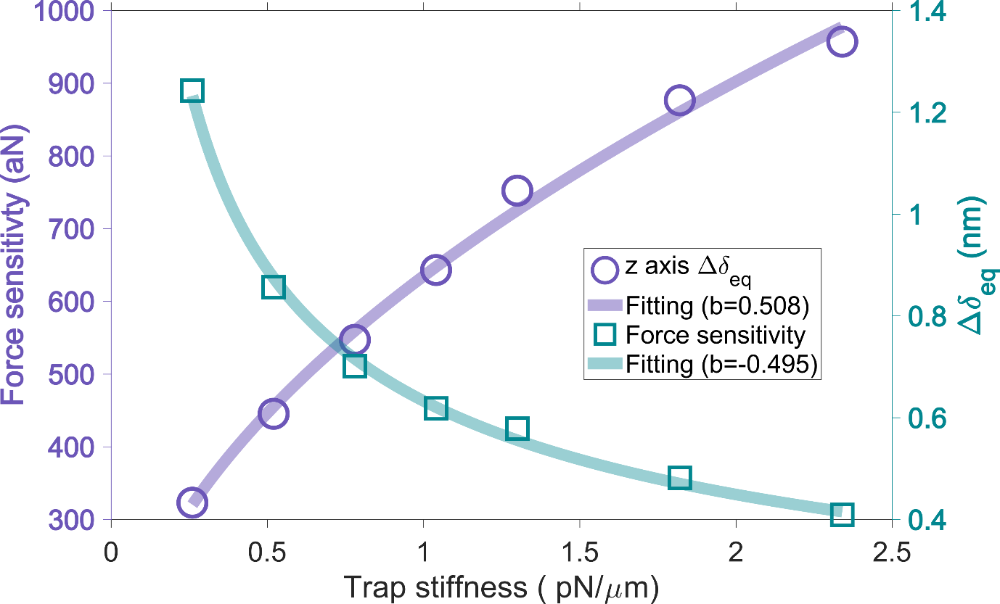 Force sensitivty (aN)
1000
900
800
700
600
500
400
300
1.4
1.2
1
0.8
0.6
0.4
Δδeq (nm)
z axis Δδeq
Fitting (b=0.508)
Force sensitivity
Fitting (b=-0.495)
0 0.5 1 1.5 2 2.5
Trap stiffness ( pN/μm)